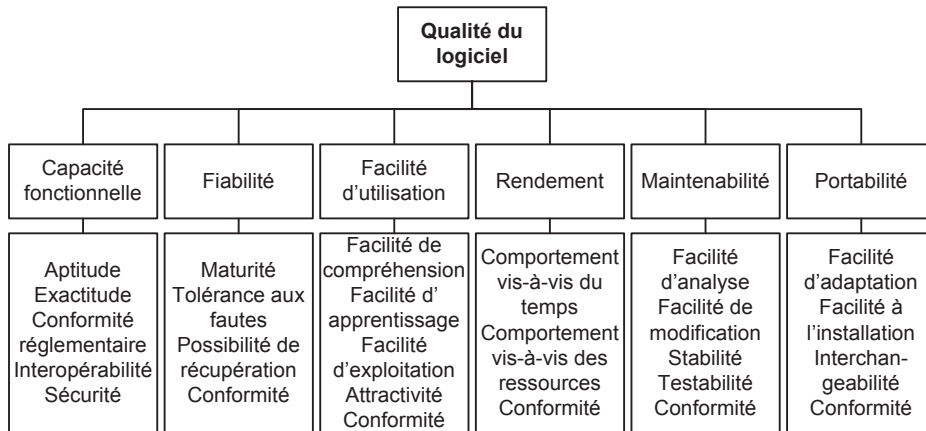 Qualité du
logiciel
Capacité
fonctionnelle
Fiabilité
Facilité
d'utilisation
Rendement
Maintenabilité
Portabilité
Aptitude
Exactitude
Conformité
réglementaire
Interopérabilité
Sécurité
Maturité
Tolérance aux
fautes
Possibilité de
récupération
Conformité
Facilité de
compréhension
Facilité d'
apprentissage
Facilité
d'exploitation
Attractivité
Conformité
Comportement
vis-à-vis du
temps
Comportement
vis-à-vis des
ressources
Conformité
Facilité
d'analyse
Facilité de
modification
Stabilité
Testabilité
Conformité
Facilité
d'adaptation
Facilité à
l'installation
Interchan-
geabilité
Conformité